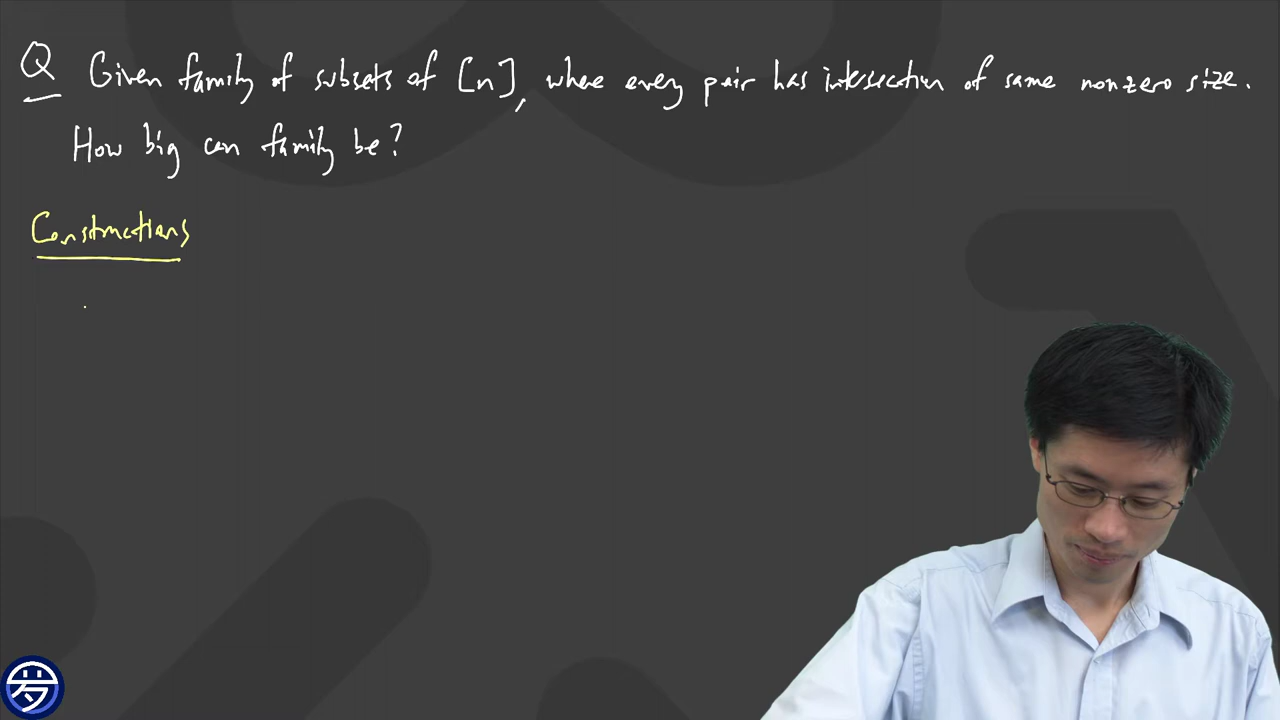 Q Given family of subsets of [n], where every pair has intersection of same nonzero size.
How big can family be?
Constructions